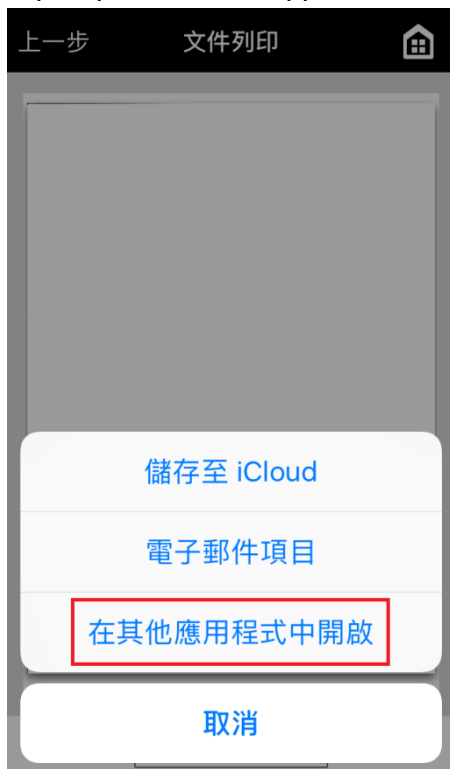 上一步
文件列印
儲存至 iCloud
電子郵件項目
在其他應用程式中開啟
取消